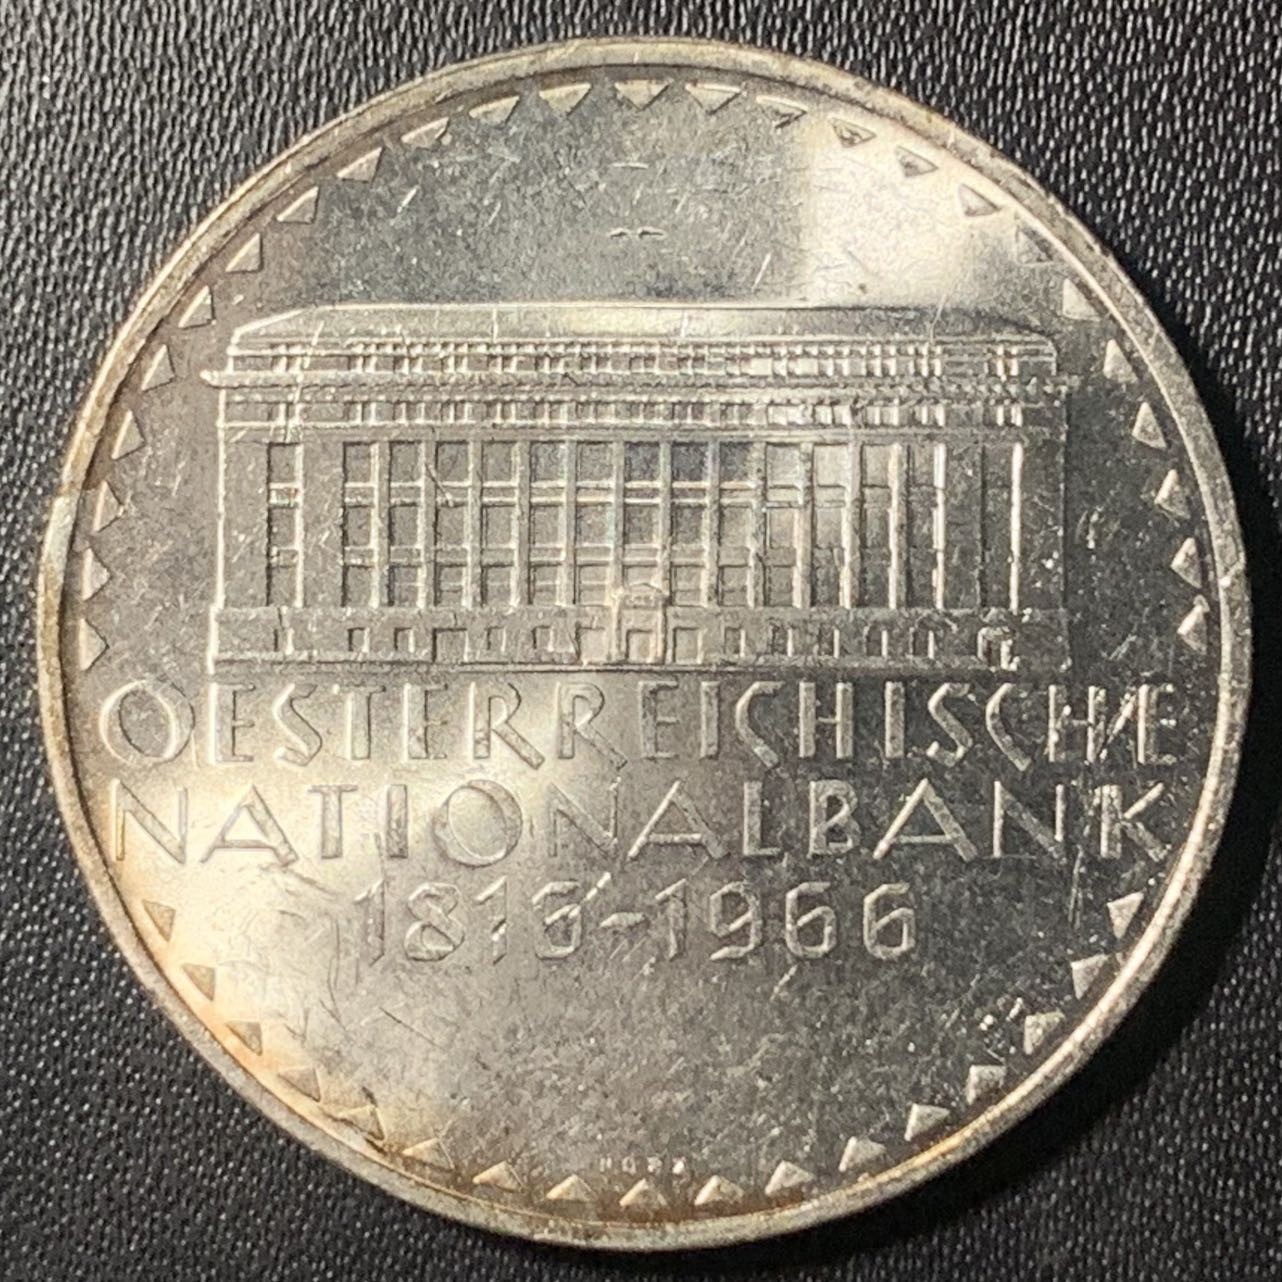 OESTERREICHISCHE
NATIONALBANK
1816-1966